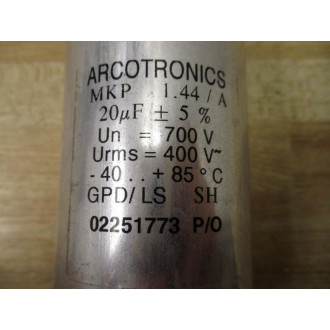 ARCOTRONICS
MKP 1.44 / A
20µF ± 5 %
Un = 700 V
Urms = 400 V~
- 40 . . + 85 °C
GPD/LS SH
02251773 P/O